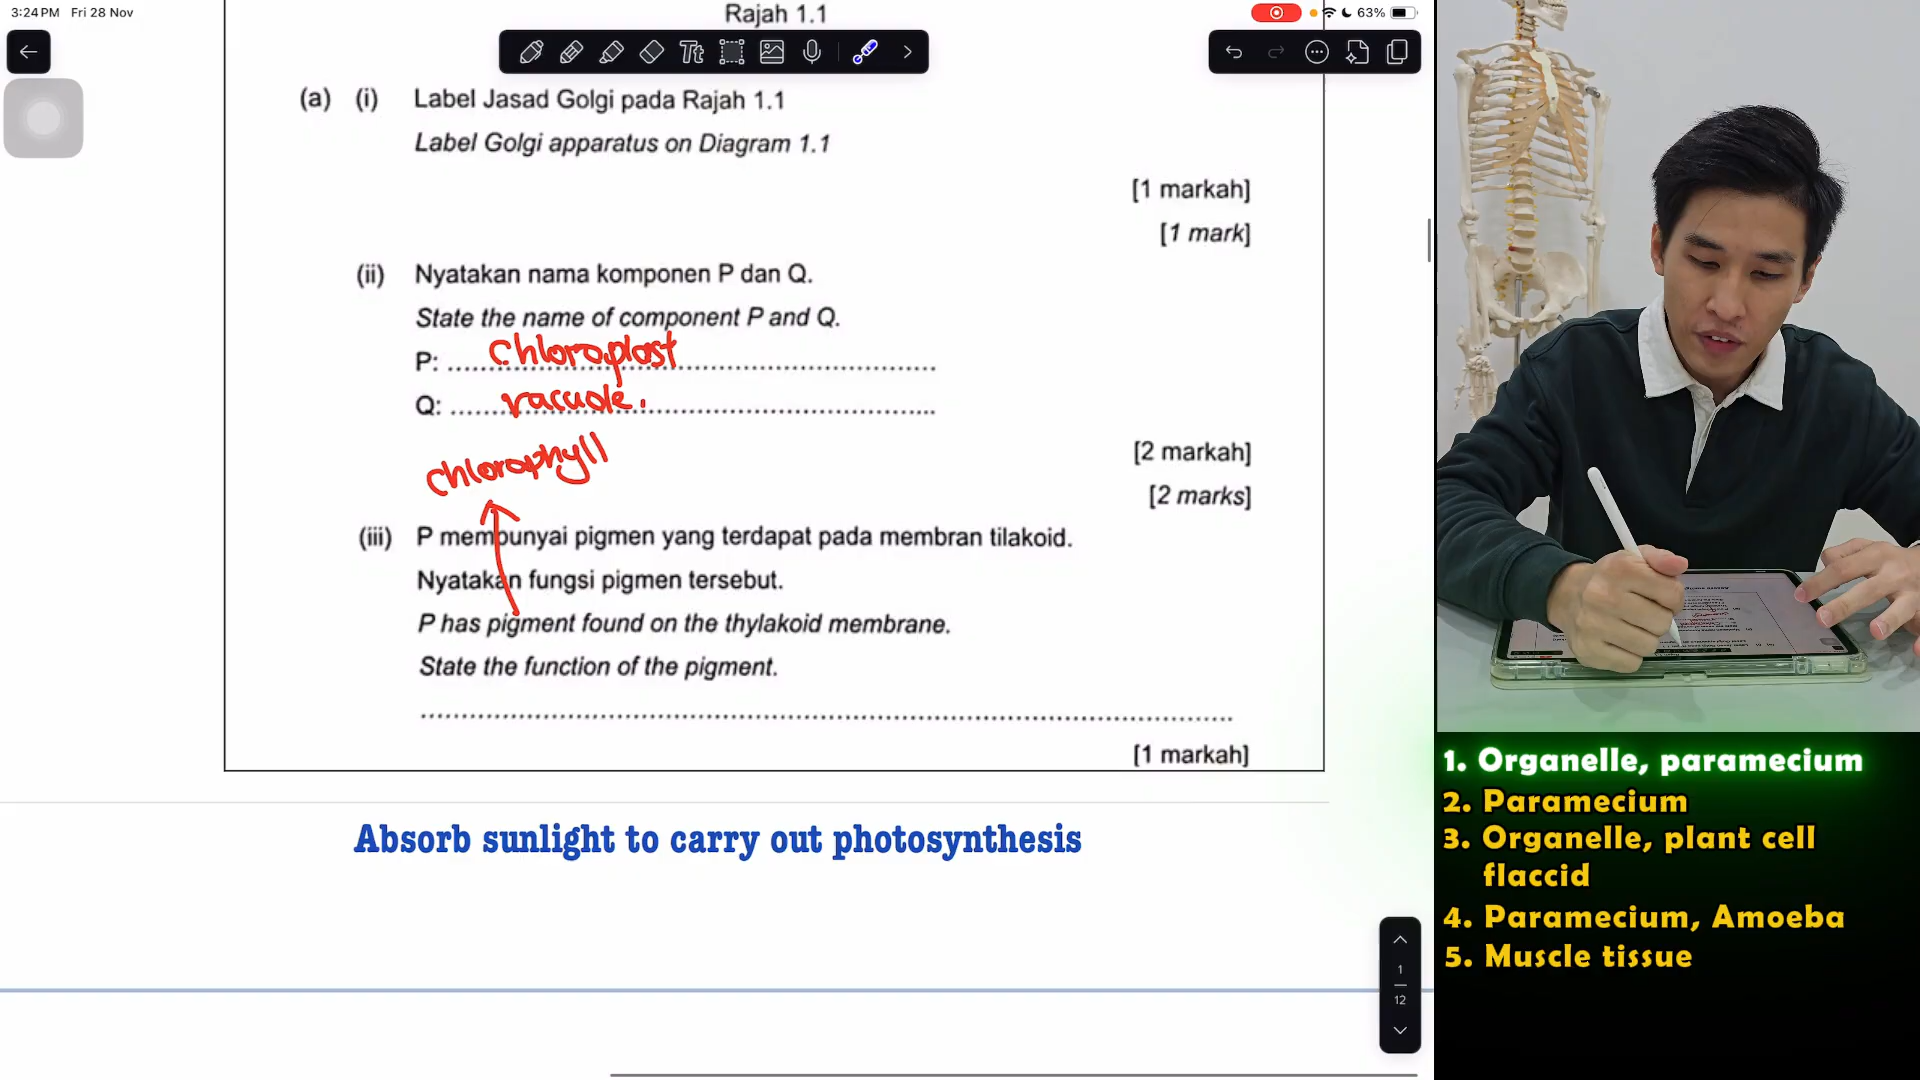 3:24 PM Fri 28 Nov
63%
Rajah 1.1
Tt
(a) (i) Label Jasad Golgi pada Rajah 1.1
Label Golgi apparatus on Diagram 1.1
[1 markah]
[1 mark]
(ii) Nyatakan nama komponen P dan Q.
State the name of component P and Q.
P: chloroplast
Q: vacuole.
[2 markah]
[2 marks]
chlorophyll
(iii) P mempunyai pigmen yang terdapat pada membran tilakoid.
Nyatakan fungsi pigmen tersebut.
P has pigment found on the thylakoid membrane.
State the function of the pigment.
[1 markah]
Absorb sunlight to carry out photosynthesis
1
12
1. Organelle, paramecium
2. Paramecium
3. Organelle, plant cell
flaccid
4. Paramecium, Amoeba
5. Muscle tissue